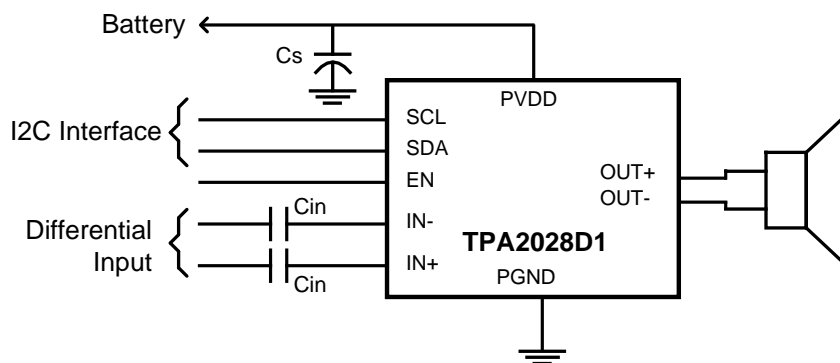 Battery
Cs
PVDD
I2C Interface
SCL
SDA
EN
OUT+
OUT-
Differential
Input
Cin
IN-
TPA2028D1
IN+
Cin
PGND